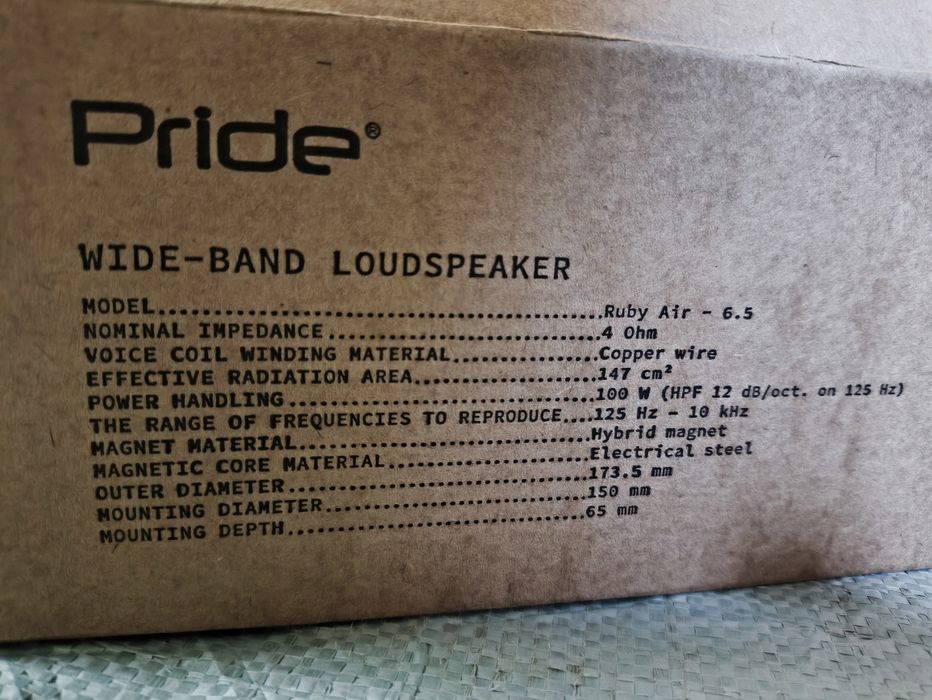 Pride®
WIDE-BAND LOUDSPEAKER
MODEL................................Ruby Air - 6.5
NOMINAL IMPEDANCE....................4 Ohm
VOICE COIL WINDING MATERIAL...........Copper wire
EFFECTIVE RADIATION AREA..............147 cm²
POWER HANDLING.......................100 W (HPF 12 dB/oct. on 125 Hz)
THE RANGE OF FREQUENCIES TO REPRODUCE....125 Hz - 10 kHz
MAGNET MATERIAL......................Hybrid magnet
MAGNETIC CORE MATERIAL...............Electrical steel
OUTER DIAMETER.......................173.5 mm
MOUNTING DIAMETER....................150 mm
MOUNTING DEPTH.......................65 mm